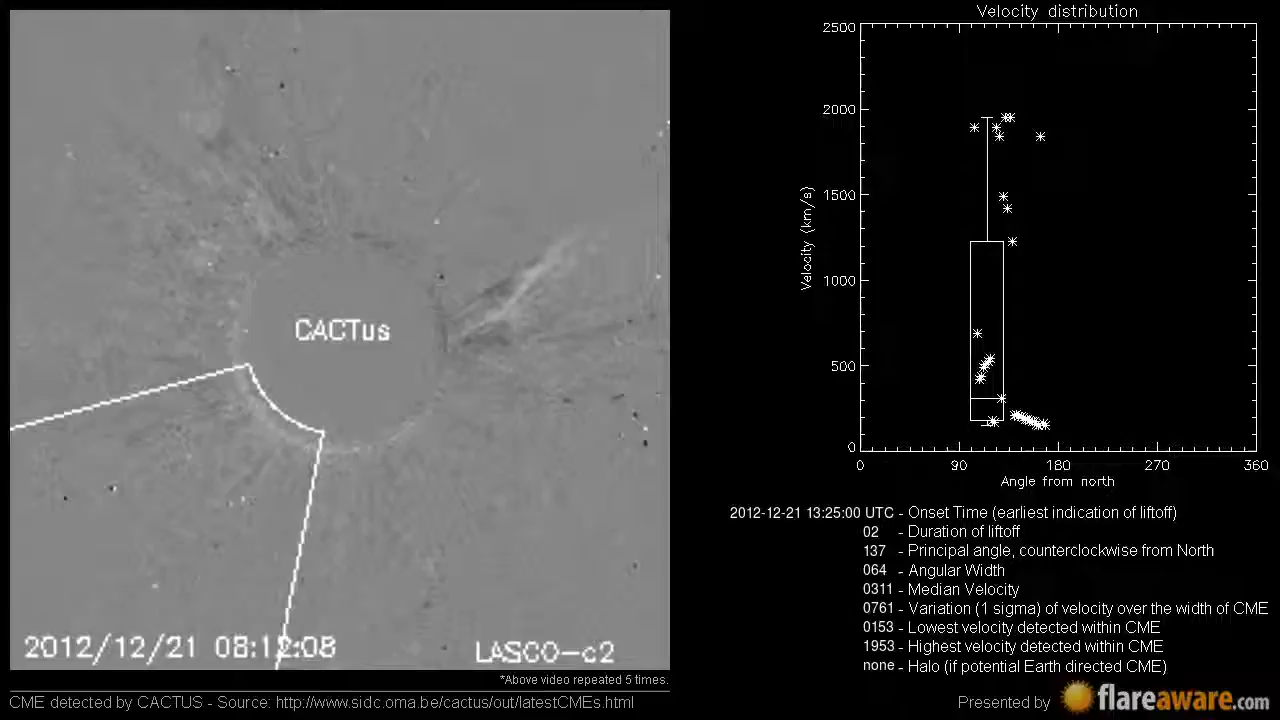 CACTus
2012/12/21 08:12:08
LASCO-c2
*Above video repeated 5 times.
CME detected by CACTUS - Source: http://www.sidc.oma.be/cactus/out/latestCMEs.html
Velocity distribution
Velocity (km/s)
2500
2000
1500
1000
500
0
0 90 180 270 360
Angle from north
2012-12-21 13:25:00 UTC - Onset Time (earliest indication of liftoff)
02 - Duration of liftoff
137 - Principal angle, counterclockwise from North
064 - Angular Width
0311 - Median Velocity
0761 - Variation (1 sigma) of velocity over the width of CME
0153 - Lowest velocity detected within CME
1953 - Highest velocity detected within CME
none - Halo (if potential Earth directed CME)
Presented by flareaware.com